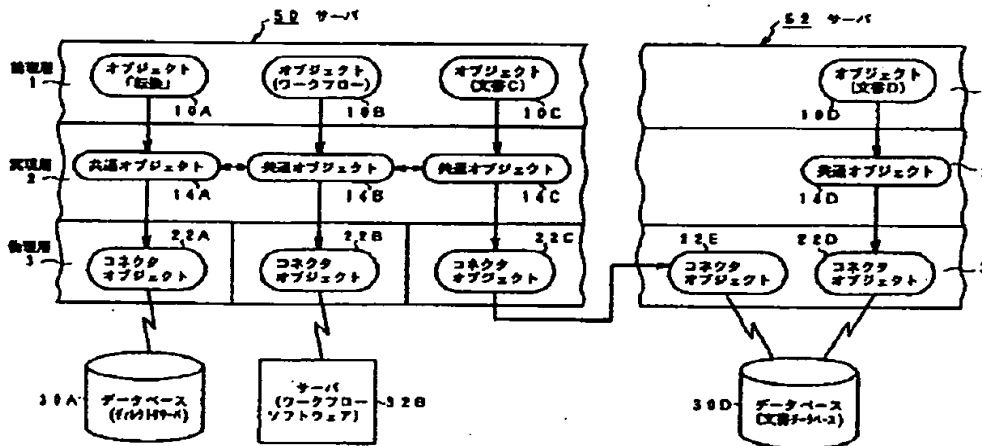 50 サーバ
52 サーバ
論理層
1
オブジェクト
「転換」
10A
オブジェクト
(ワークフロー)
10B
オブジェクト
(文書C)
10C
オブジェクト
(文書D)
10D
実現層
2
共通オブジェクト
14A
共通オブジェクト
14B
共通オブジェクト
14C
共通オブジェクト
14D
物理層
3
22A
コネクタ
オブジェクト
22B
コネクタ
オブジェクト
22C
コネクタ
オブジェクト
22E
コネクタ
オブジェクト
22D
コネクタ
オブジェクト
30A
データベース
サーバ
(ワークフロー
ソフトウェア)
32B
30D
データベース
(文書データベース)